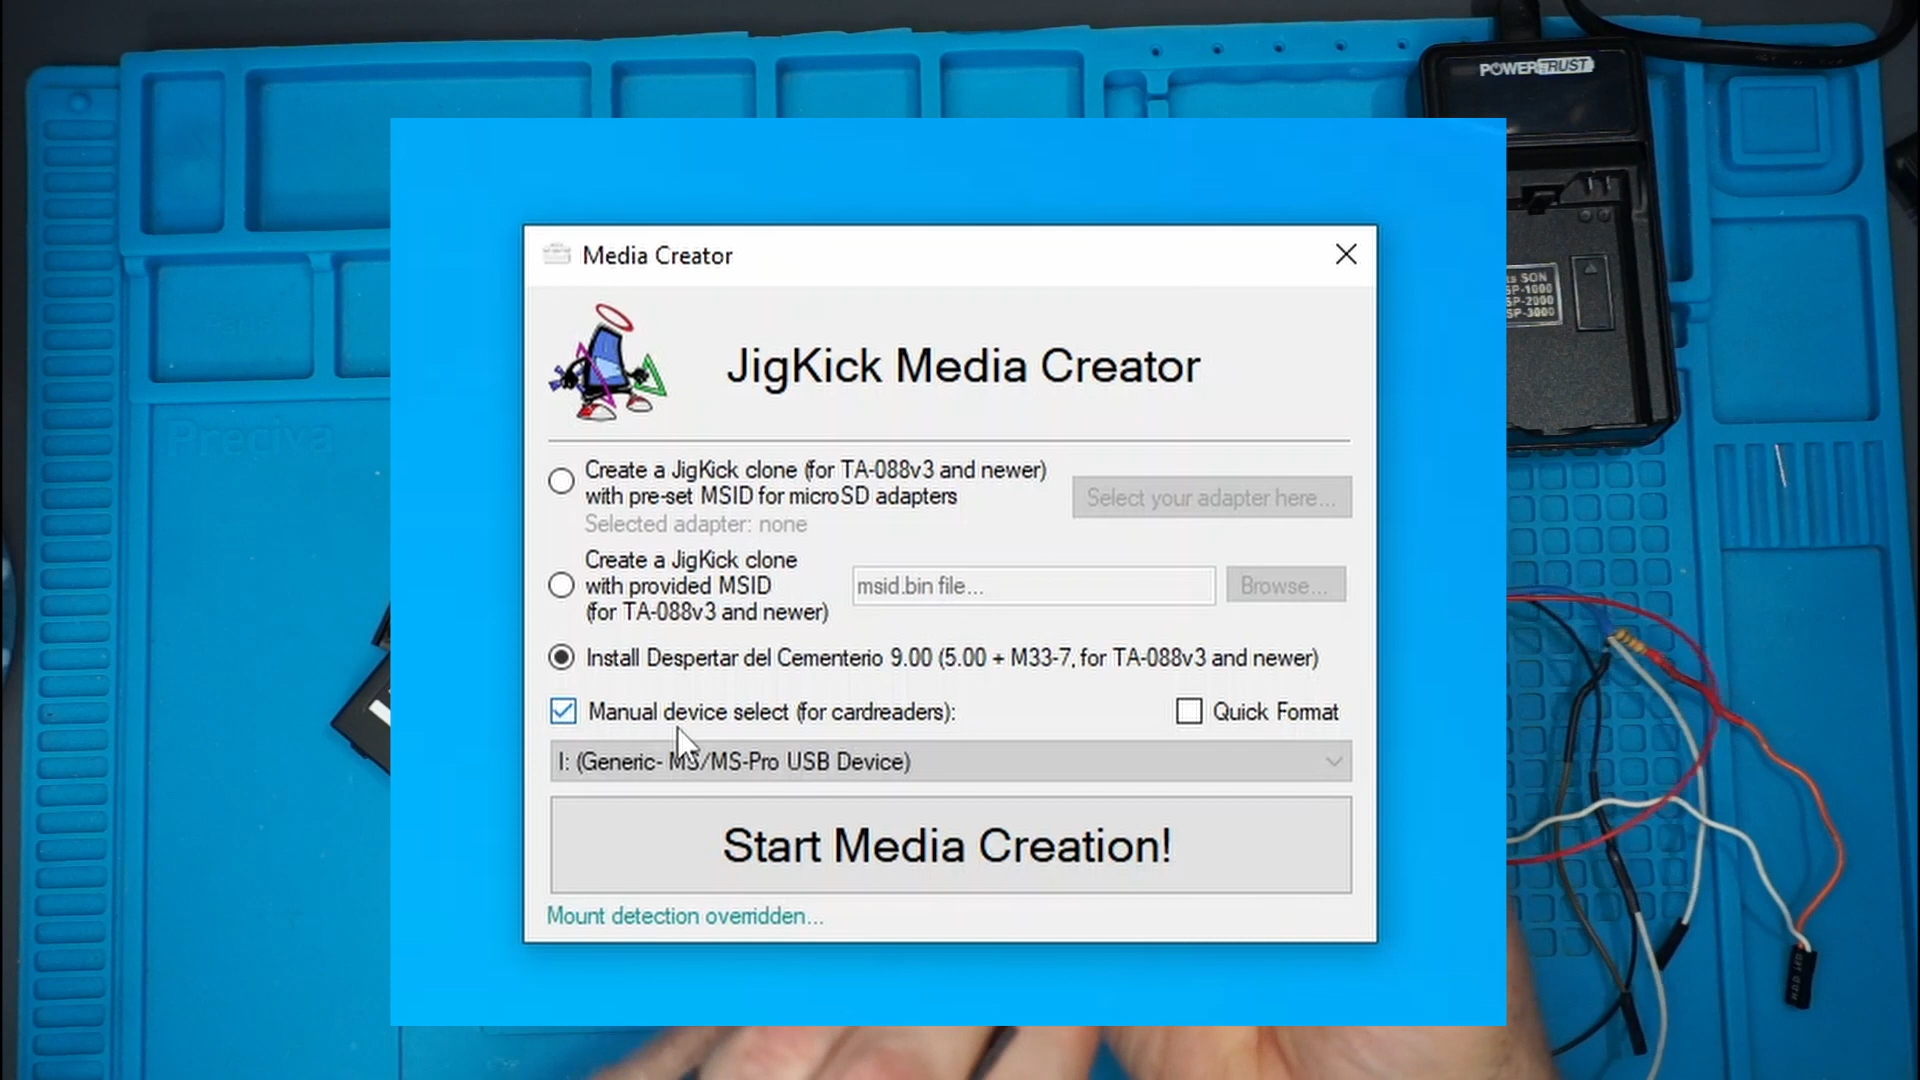 POWERTRUST
Media Creator
JigKick Media Creator
Create a JigKick clone (for TA-088v3 and newer)
with pre-set MSID for microSD adapters
Select your adapter here...
Selected adapter: none
Create a JigKick clone
with provided MSID
(for TA-088v3 and newer)
msid.bin file...
Browse...
Install Despertar del Cementerio 9.00 (5.00 + M33-7, for TA-088v3 and newer)
Manual device select (for cardreaders):
Quick Format
I: (Generic- MS/MS-Pro USB Device)
Start Media Creation!
Mount detection overridden...
SON
SP-1000
SP-2000
SP-3000
Preciva